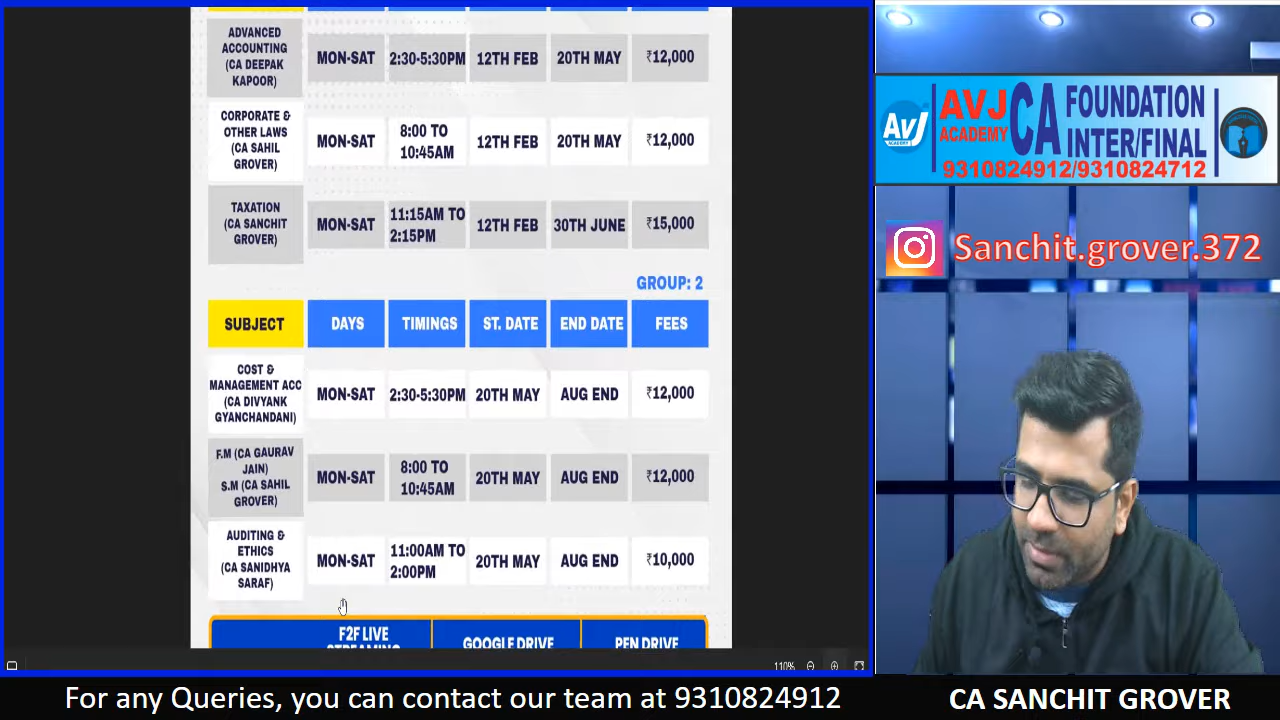 ADVANCED
ACCOUNTING
(CA DEEPAK
KAPOOR)
MON-SAT
2:30-5:30PM
12TH FEB
20TH MAY
₹12,000
CORPORATE &
OTHER LAWS
(CA SAHIL
GROVER)
MON-SAT
8:00 TO
10:45AM
12TH FEB
20TH MAY
₹12,000
TAXATION
(CA SANCHIT
GROVER)
MON-SAT
11:15AM TO
2:15PM
12TH FEB
30TH JUNE
₹15,000
GROUP: 2
SUBJECT
DAYS
TIMINGS
ST. DATE
END DATE
FEES
COST &
MANAGEMENT ACC
(CA DIVYANK
GYANCHANDANI)
MON-SAT
2:30-5:30PM
20TH MAY
AUG END
₹12,000
F.M (CA GAURAV
JAIN)
S.M (CA SAHIL
GROVER)
MON-SAT
8:00 TO
10:45AM
20TH MAY
AUG END
₹12,000
AUDITING &
ETHICS
(CA SANIDHYA
SARAF)
MON-SAT
11:00AM TO
2:00PM
20TH MAY
AUG END
₹10,000
F2F LIVE
STREAMING
GOOGLE DRIVE
PEN DRIVE
110%
AVJ
ACADEMY
AVJ
ACADEMY
CA
FOUNDATION
INTER/FINAL
9310824912/9310824712
Sanchit.grover.372
For any Queries, you can contact our team at 9310824912
CA SANCHIT GROVER